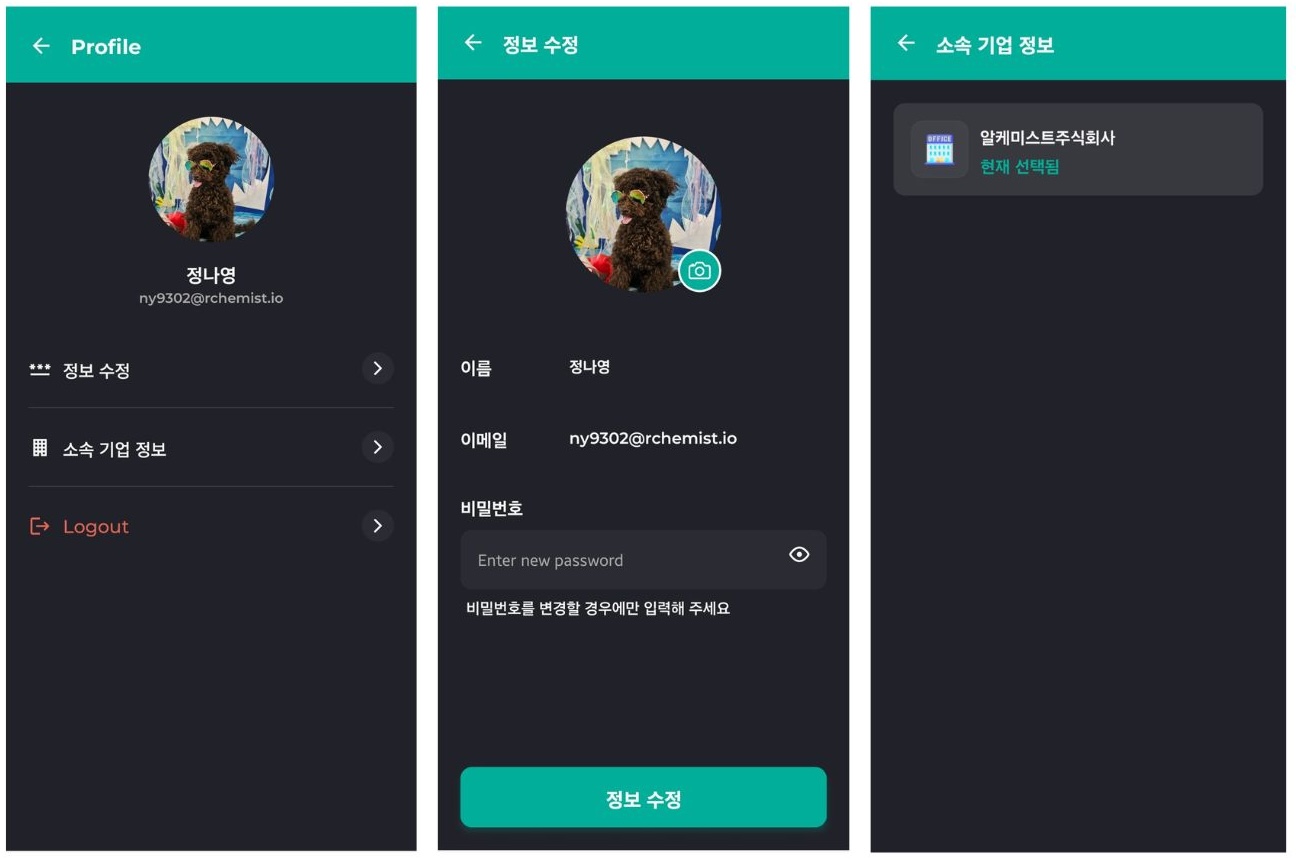 Profile
정나영
ny9302@rchemist.io
정보 수정
소속 기업 정보
Logout
정보 수정
이름 정나영
이메일 ny9302@rchemist.io
비밀번호
Enter new password
비밀번호를 변경할 경우에만 입력해 주세요
정보 수정
소속 기업 정보
OFFICE
알케미스트주식회사
현재 선택됨